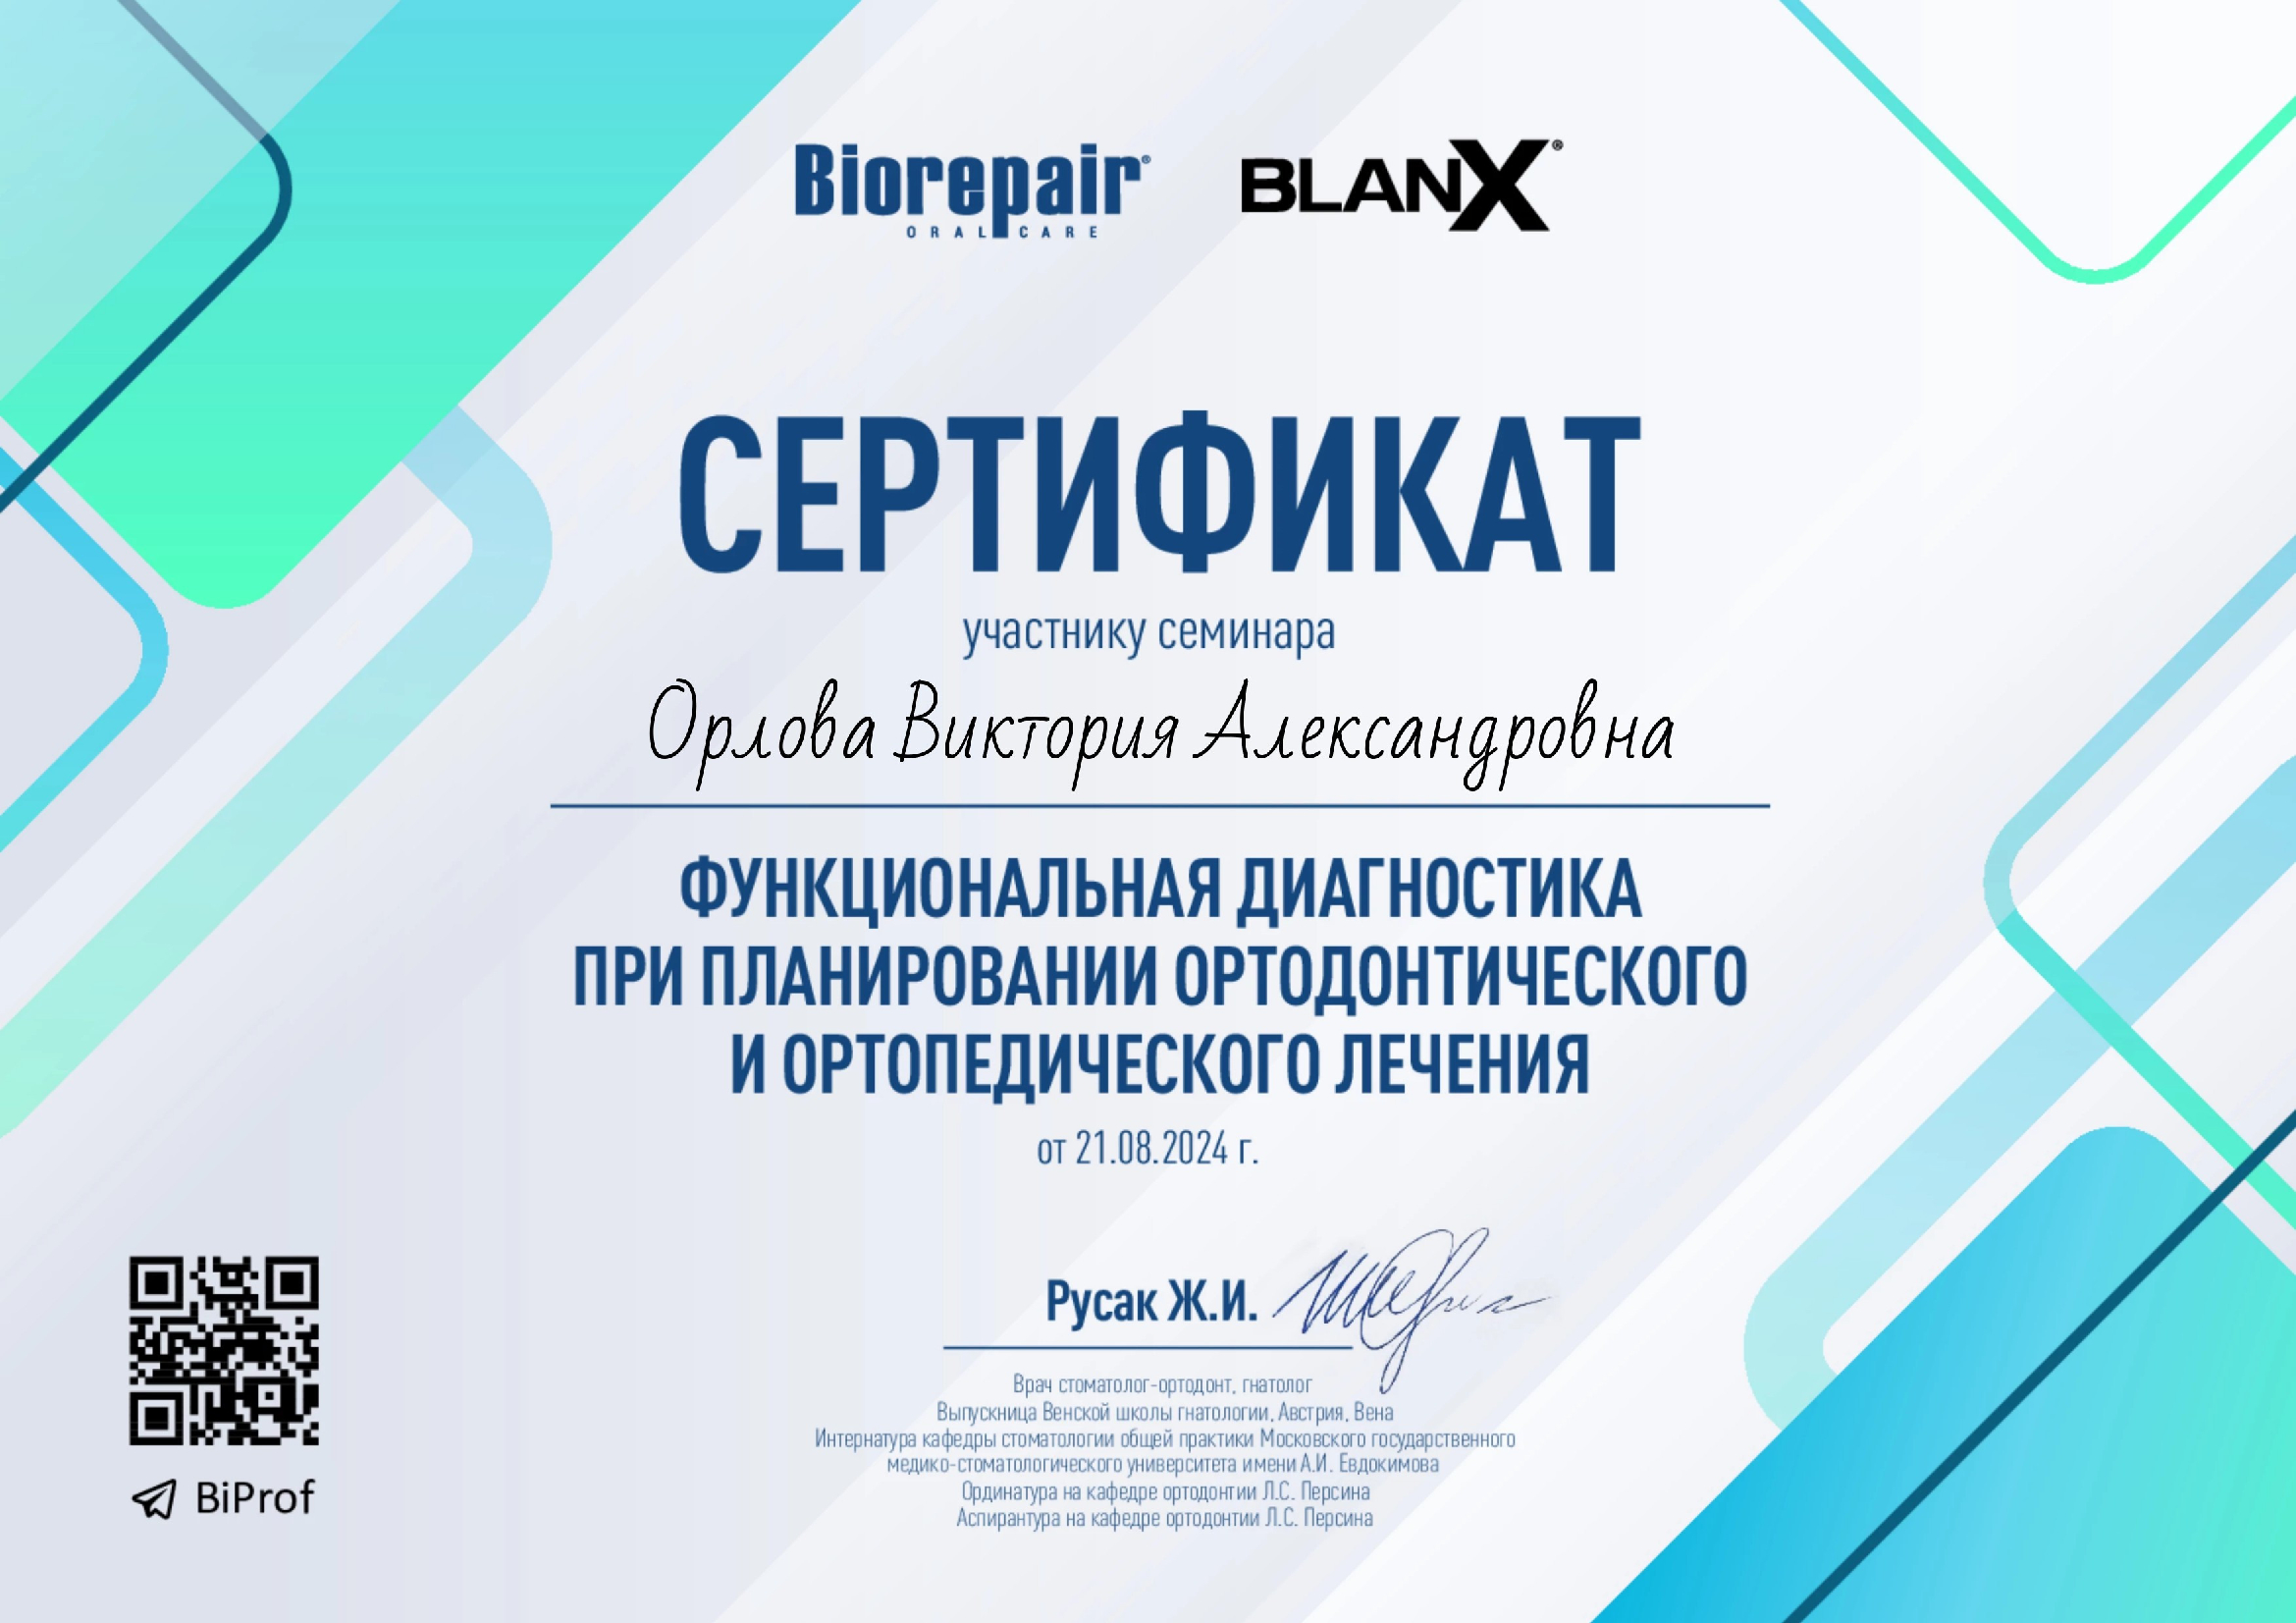 Biorepair®
ORAL CARE
BLANX®
СЕРТИФИКАТ
участнику семинара
Орлова Виктория Александровна
ФУНКЦИОНАЛЬНАЯ ДИАГНОСТИКА
ПРИ ПЛАНИРОВАНИИ ОРТОДОНТИЧЕСКОГО
И ОРТОПЕДИЧЕСКОГО ЛЕЧЕНИЯ
от 21.08.2024 г.
Русак Ж.И.
Врач стоматолог-ортодонт, гнатолог
Выпускница Венской школы гнатологии, Австрия, Вена
Интернатура кафедры стоматологии общей практики Московского государственного
медико-стоматологического университета имени А.И. Евдокимова
Ординатура на кафедре ортодонтии Л.С. Персина
Аспирантура на кафедре ортодонтии Л.С. Персина
BiProf